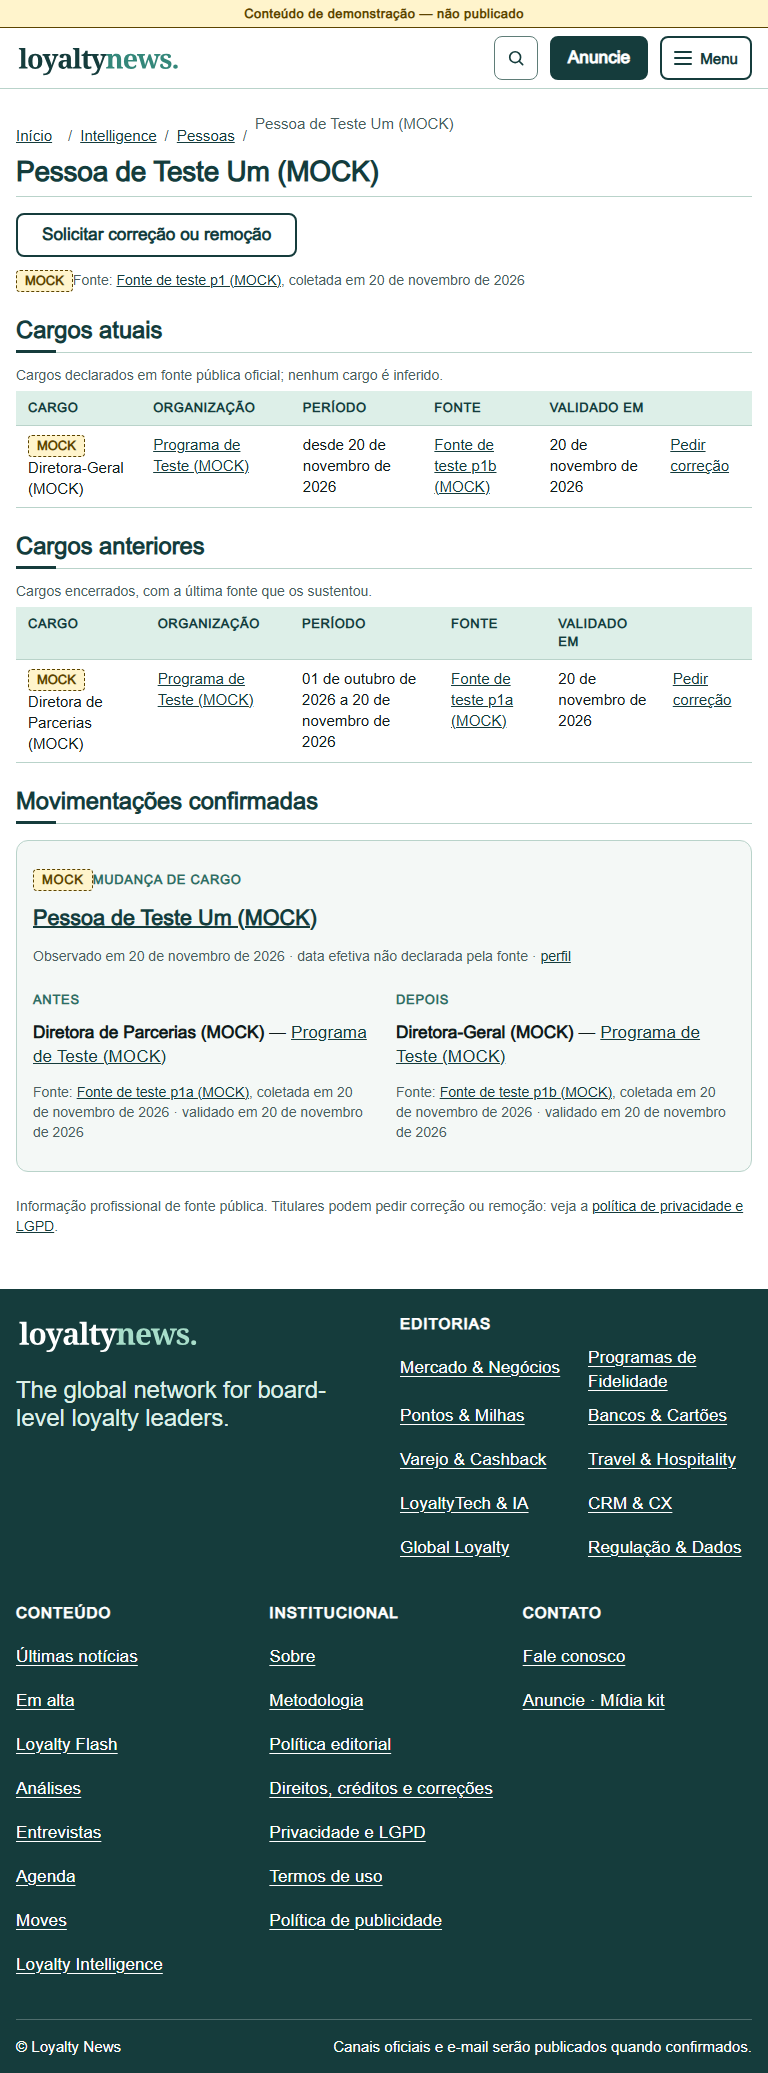 Conteúdo de demonstração — não publicado
loyaltynews.
Anuncie
Menu
Início / Intelligence / Pessoas / Pessoa de Teste Um (MOCK)
Pessoa de Teste Um (MOCK)
Solicitar correção ou remoção
MOCK Fonte: Fonte de teste p1 (MOCK), coletada em 20 de novembro de 2026
Cargos atuais
Cargos declarados em fonte pública oficial; nenhum cargo é inferido.
CARGO ORGANIZAÇÃO PERÍODO FONTE VALIDADO EM
MOCK Programa de desde 20 de Fonte de 20 de Pedir
Diretora-Geral Teste (MOCK) novembro de teste p1b novembro de correção
(MOCK) 2026 (MOCK) 2026
Cargos anteriores
Cargos encerrados, com a última fonte que os sustentou.
CARGO ORGANIZAÇÃO PERÍODO FONTE VALIDADO
EM
MOCK Programa de 01 de outubro de Fonte de 20 de Pedir
Diretora de Teste (MOCK) 2026 a 20 de teste p1a novembro de correção
Parcerias novembro de (MOCK) 2026
(MOCK) 2026
Movimentações confirmadas
MOCK MUDANÇA DE CARGO
Pessoa de Teste Um (MOCK)
Observado em 20 de novembro de 2026 · data efetiva não declarada pela fonte · perfil
ANTES
Diretora de Parcerias (MOCK) — Programa
de Teste (MOCK)
Fonte: Fonte de teste p1a (MOCK), coletada em 20
de novembro de 2026 · validado em 20 de novembro
de 2026
DEPOIS
Diretora-Geral (MOCK) — Programa de
Teste (MOCK)
Fonte: Fonte de teste p1b (MOCK), coletada em 20
de novembro de 2026 · validado em 20 de novembro
de 2026
Informação profissional de fonte pública. Titulares podem pedir correção ou remoção: veja a política de privacidade e
LGPD.
loyaltynews.
The global network for board-
level loyalty leaders.
EDITORIAS
Mercado & Negócios
Programas de
Fidelidade
Pontos & Milhas
Bancos & Cartões
Varejo & Cashback
Travel & Hospitality
LoyaltyTech & IA
CRM & CX
Global Loyalty
Regulação & Dados
CONTEÚDO
Últimas notícias
Em alta
Loyalty Flash
Análises
Entrevistas
Agenda
Moves
Loyalty Intelligence
INSTITUCIONAL
Sobre
Metodologia
Política editorial
Direitos, créditos e correções
Privacidade e LGPD
Termos de uso
Política de publicidade
CONTATO
Fale conosco
Anuncie · Mídia kit
© Loyalty News
Canais oficiais e e-mail serão publicados quando confirmados.